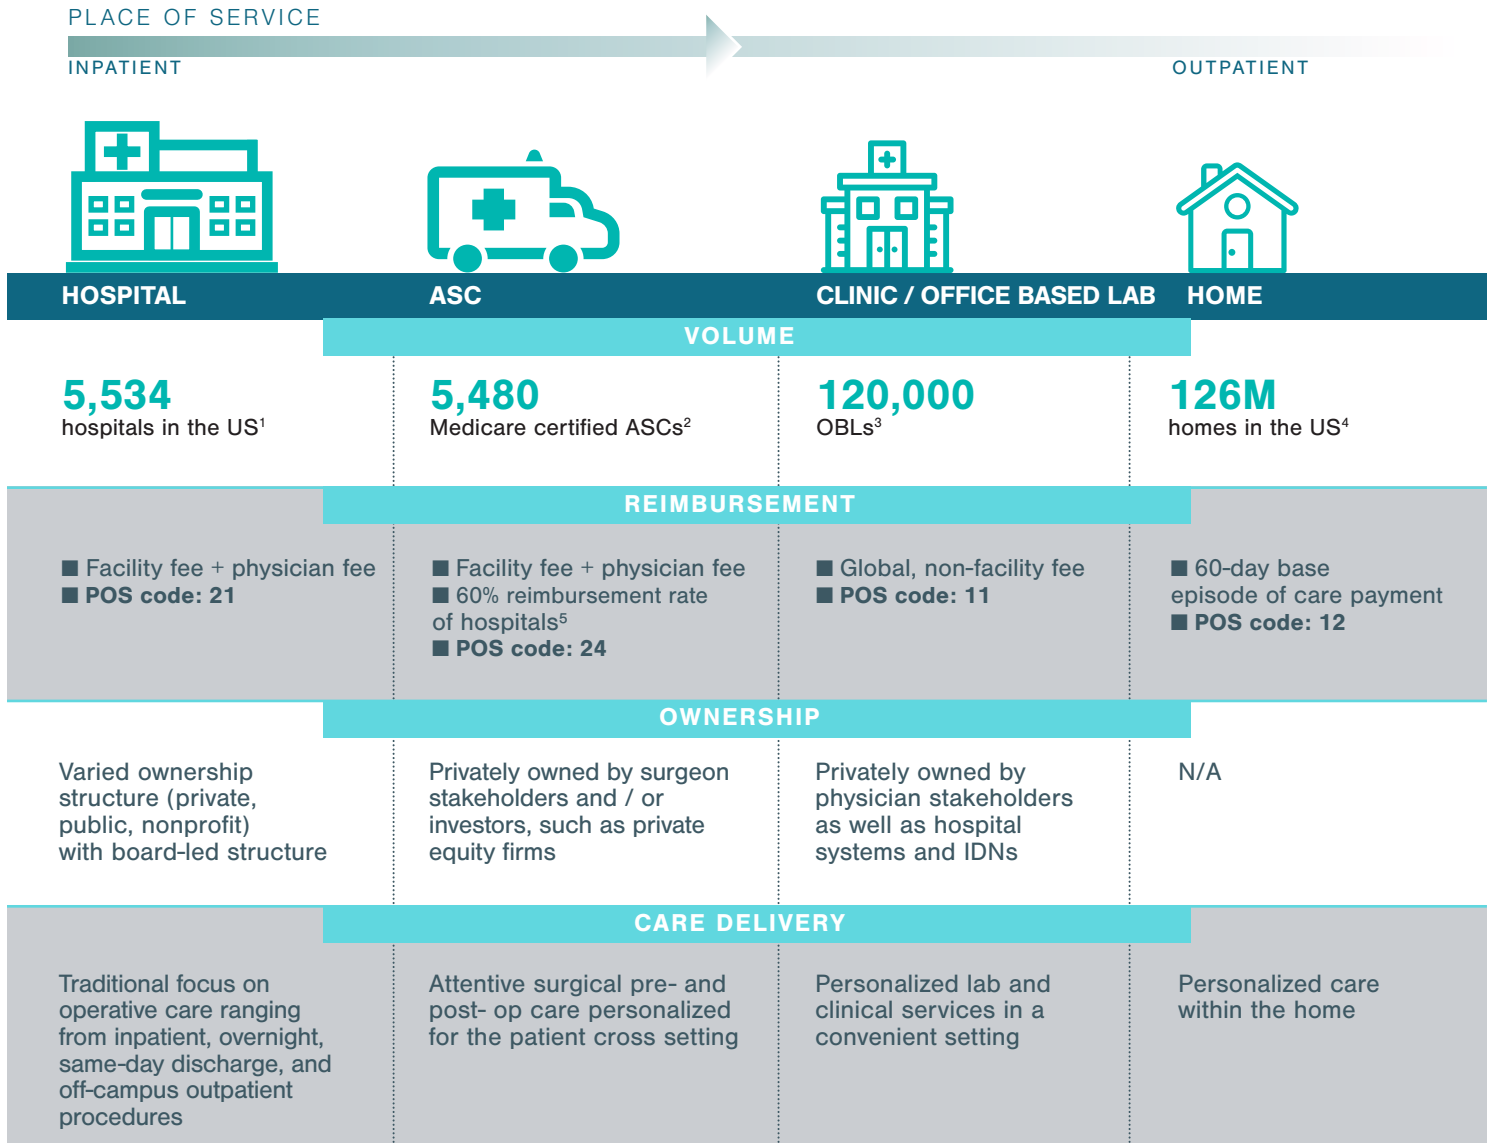 PLACE OF SERVICE
INPATIENT
OUTPATIENT
HOSPITAL
ASC
CLINIC / OFFICE BASED LAB
HOME
VOLUME
5,534
hospitals in the US¹
5,480
Medicare certified ASCs²
120,000
OBLs³
126M
homes in the US⁴
REIMBURSEMENT
■ Facility fee + physician fee
■ POS code: 21
■ Facility fee + physician fee
■ 60% reimbursement rate
of hospitals⁵
■ POS code: 24
■ Global, non-facility fee
■ POS code: 11
■ 60-day base
episode of care payment
■ POS code: 12
OWNERSHIP
Varied ownership
structure (private,
public, nonprofit)
with board-led structure
Privately owned by surgeon
stakeholders and / or
investors, such as private
equity firms
Privately owned by
physician stakeholders
as well as hospital
systems and IDNs
N/A
CARE DELIVERY
Traditional focus on
operative care ranging
from inpatient, overnight,
same-day discharge, and
off-campus outpatient
procedures
Attentive surgical pre- and
post- op care personalized
for the patient cross setting
Personalized lab and
clinical services in a
convenient setting
Personalized care
within the home